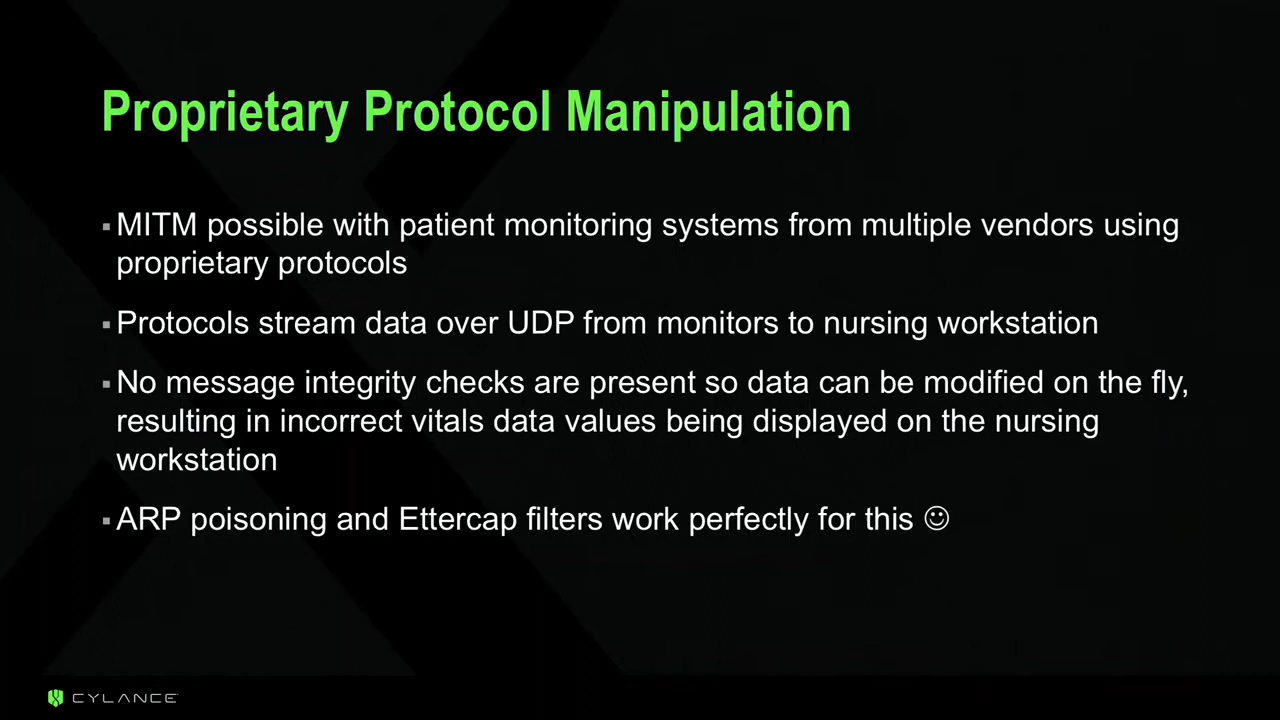 Proprietary Protocol Manipulation
▪ MITM possible with patient monitoring systems from multiple vendors using
proprietary protocols
▪ Protocols stream data over UDP from monitors to nursing workstation
▪ No message integrity checks are present so data can be modified on the fly,
resulting in incorrect vitals data values being displayed on the nursing
workstation
▪ ARP poisoning and Ettercap filters work perfectly for this ☺
CYLANCE